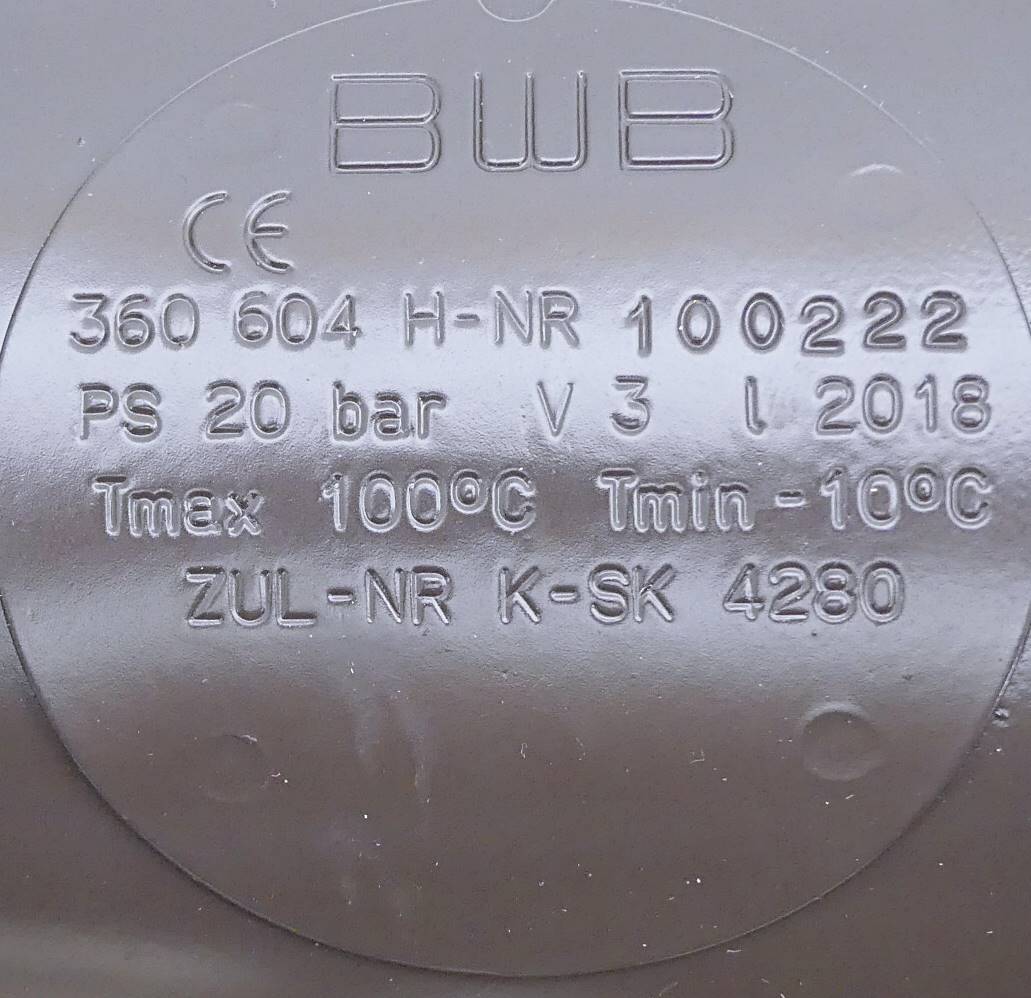 BWB
CE
360 604 H-NR 100222
PS 20 bar V 3 l 2018
Tmax 100°C Tmin -10°C
ZUL-NR K-SK 4280